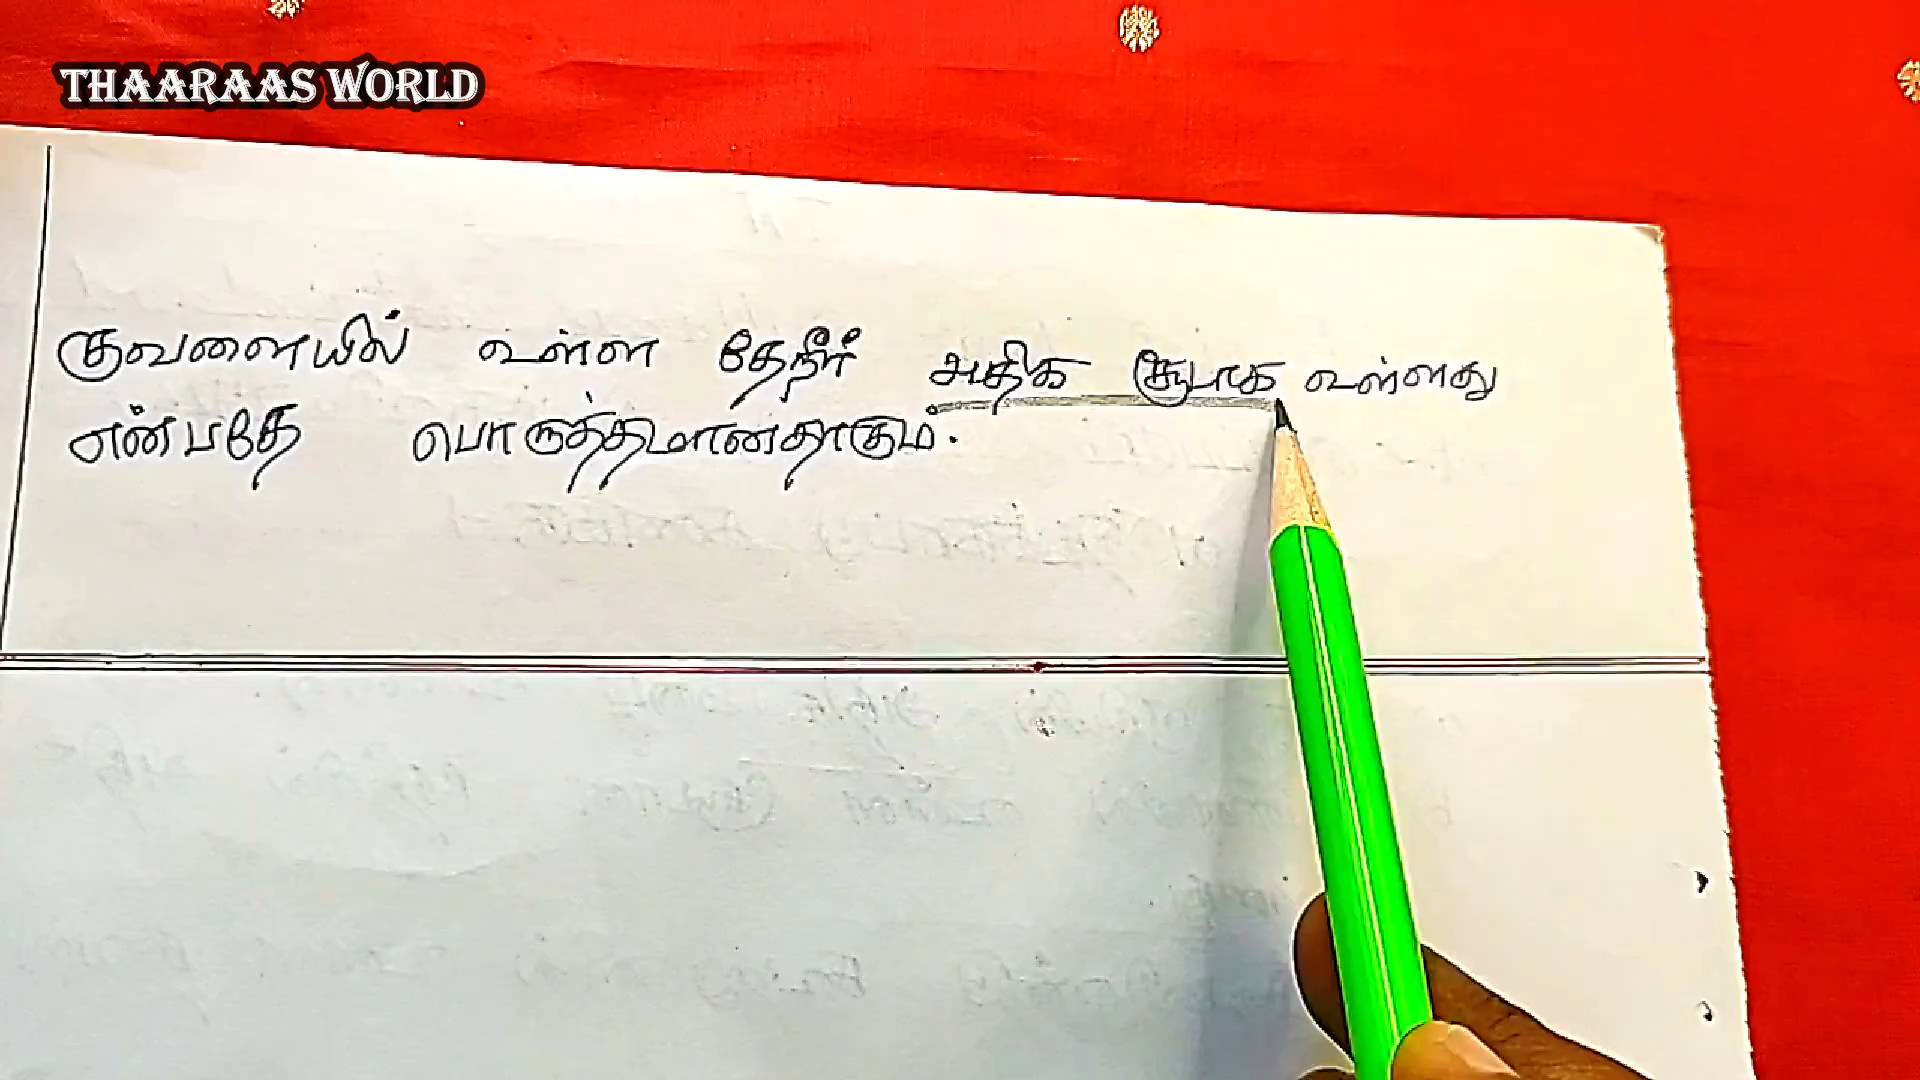 THAARAAS WORLD
குவளையில் உள்ள தேநீர் அதிக சூடாக உள்ளது
என்பதே பொருத்தமானதாகும்.